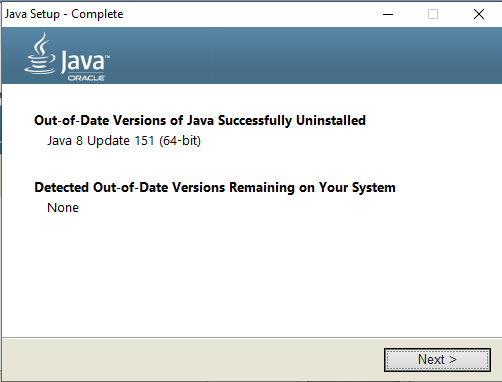 Java Setup - Complete
Java™
ORACLE
Out-of-Date Versions of Java Successfully Uninstalled
Java 8 Update 151 (64-bit)
Detected Out-of-Date Versions Remaining on Your System
None
Next >